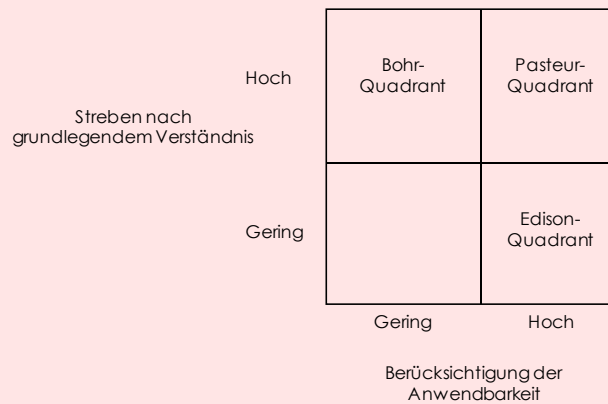 Bohr-
Quadrant
Pasteur-
Quadrant
Hoch
Streben nach
grundlegendem Verständnis
Gering
Edison-
Quadrant
Gering
Hoch
Berücksichtigung der
Anwendbarkeit